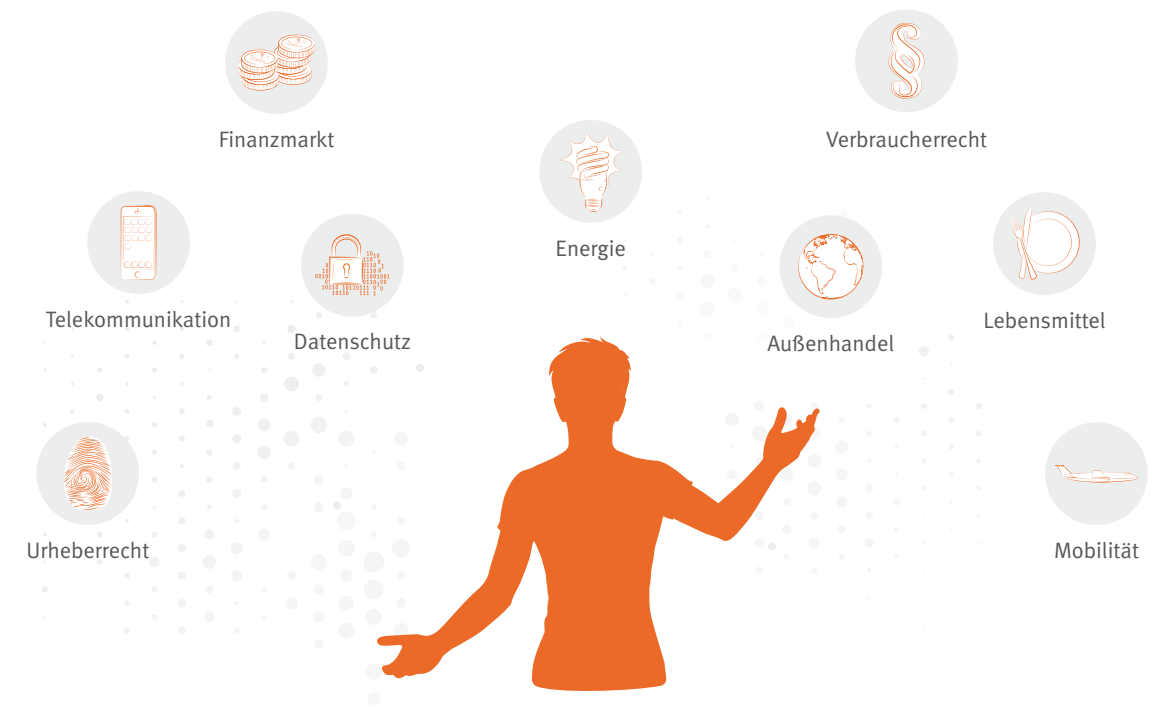 Finanzmarkt
Verbraucherrecht
Energie
Telekommunikation
Datenschutz
Außenhandel
Lebensmittel
Urheberrecht
Mobilität